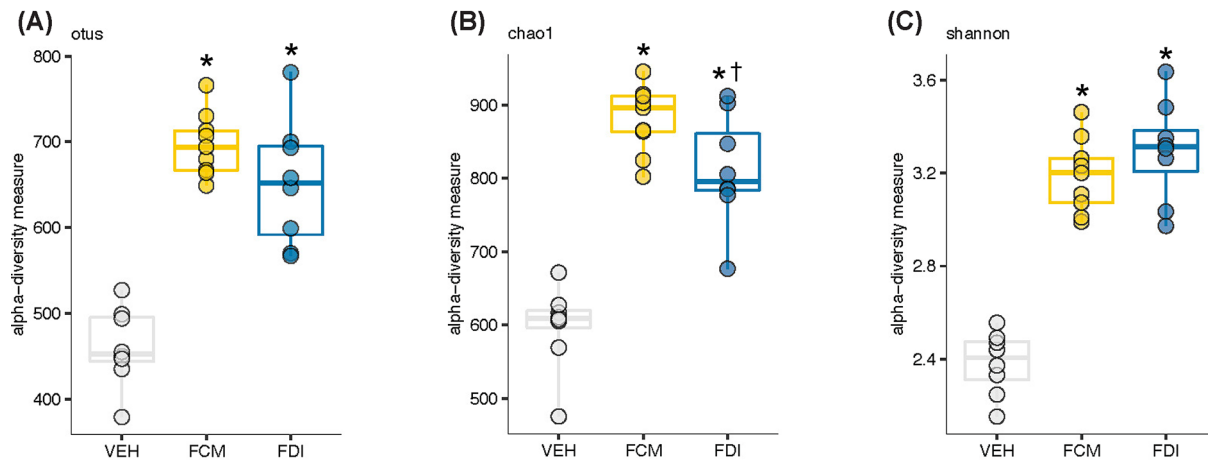 (A)
otus
alpha−diversity measure
800
700
500
400
*
*
VEH
FCM
FDI
(B)
chao1
alpha−diversity measure
900
800
700
600
500
*
* †
VEH
FCM
FDI
(C)
shannon
alpha−diversity measure
3.6
3.2
2.8
2.4
*
*
VEH
FCM
FDI